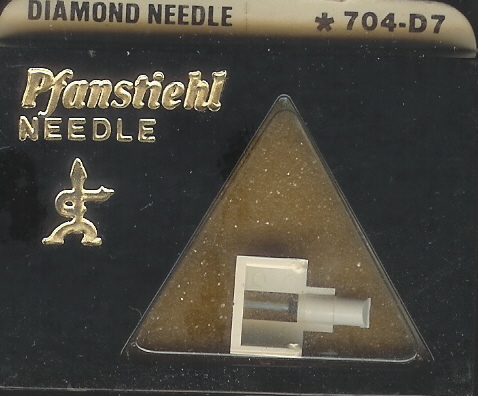 DIAMOND NEEDLE * 704-D7
Pfanstiehl
NEEDLE